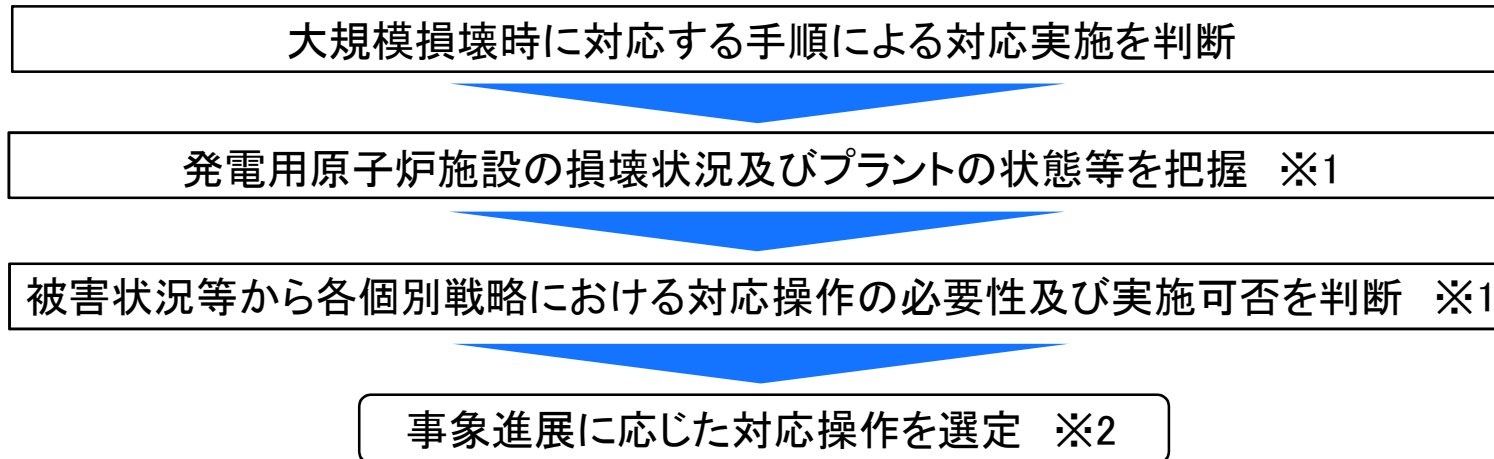 大規模損壊時に対応する手順による対応実施を判断
発電用原子炉施設の損壊状況及びプラントの状態等を把握　※1
被害状況等から各個別戦略における対応操作の必要性及び実施可否を判断　※1
事象進展に応じた対応操作を選定　※2